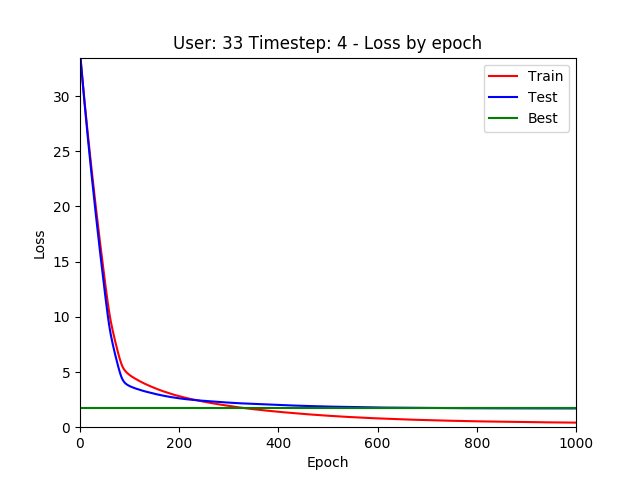 User: 33 Timestep: 4 - Loss by epoch
Train
Test
Best
30
25
20
15
10
5
0
Loss
0 200 400 600 800 1000
Epoch